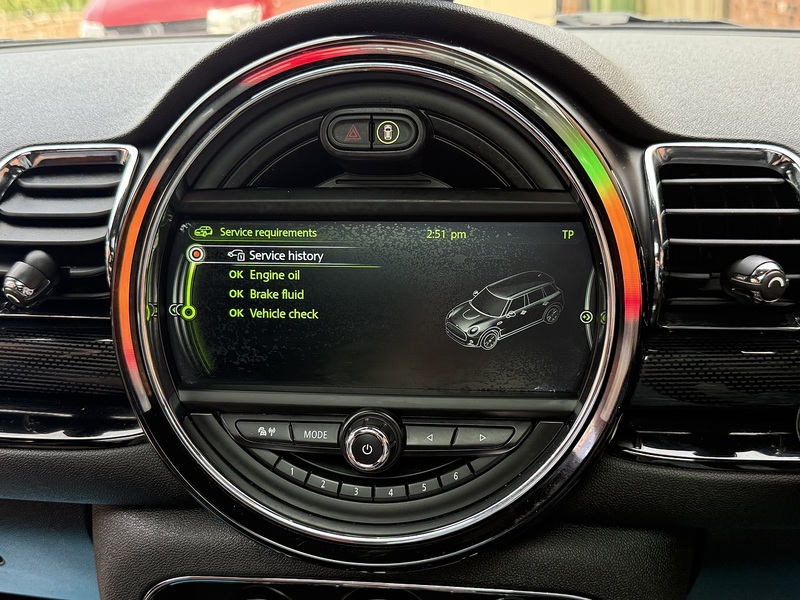 Service requirements 2:51 pm TP
Service history
OK Engine oil
OK Brake fluid
OK Vehicle check
MODE
1 2 3 4 5 6